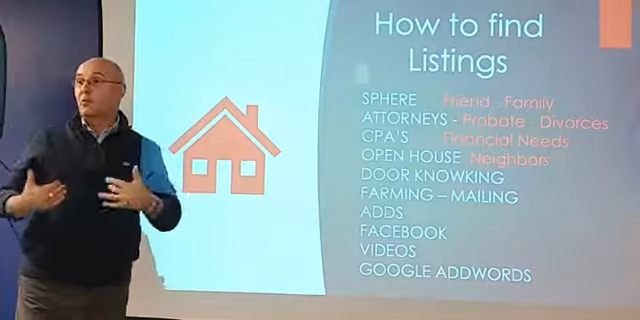 How to find
Listings
SPHERE Friend - Family
ATTORNEYS - Probate - Divorces
CPA'S Financial Needs
OPEN HOUSE Neighbors
DOOR KNOWKING
FARMING – MAILING
ADDS
FACEBOOK
VIDEOS
GOOGLE ADDWORDS